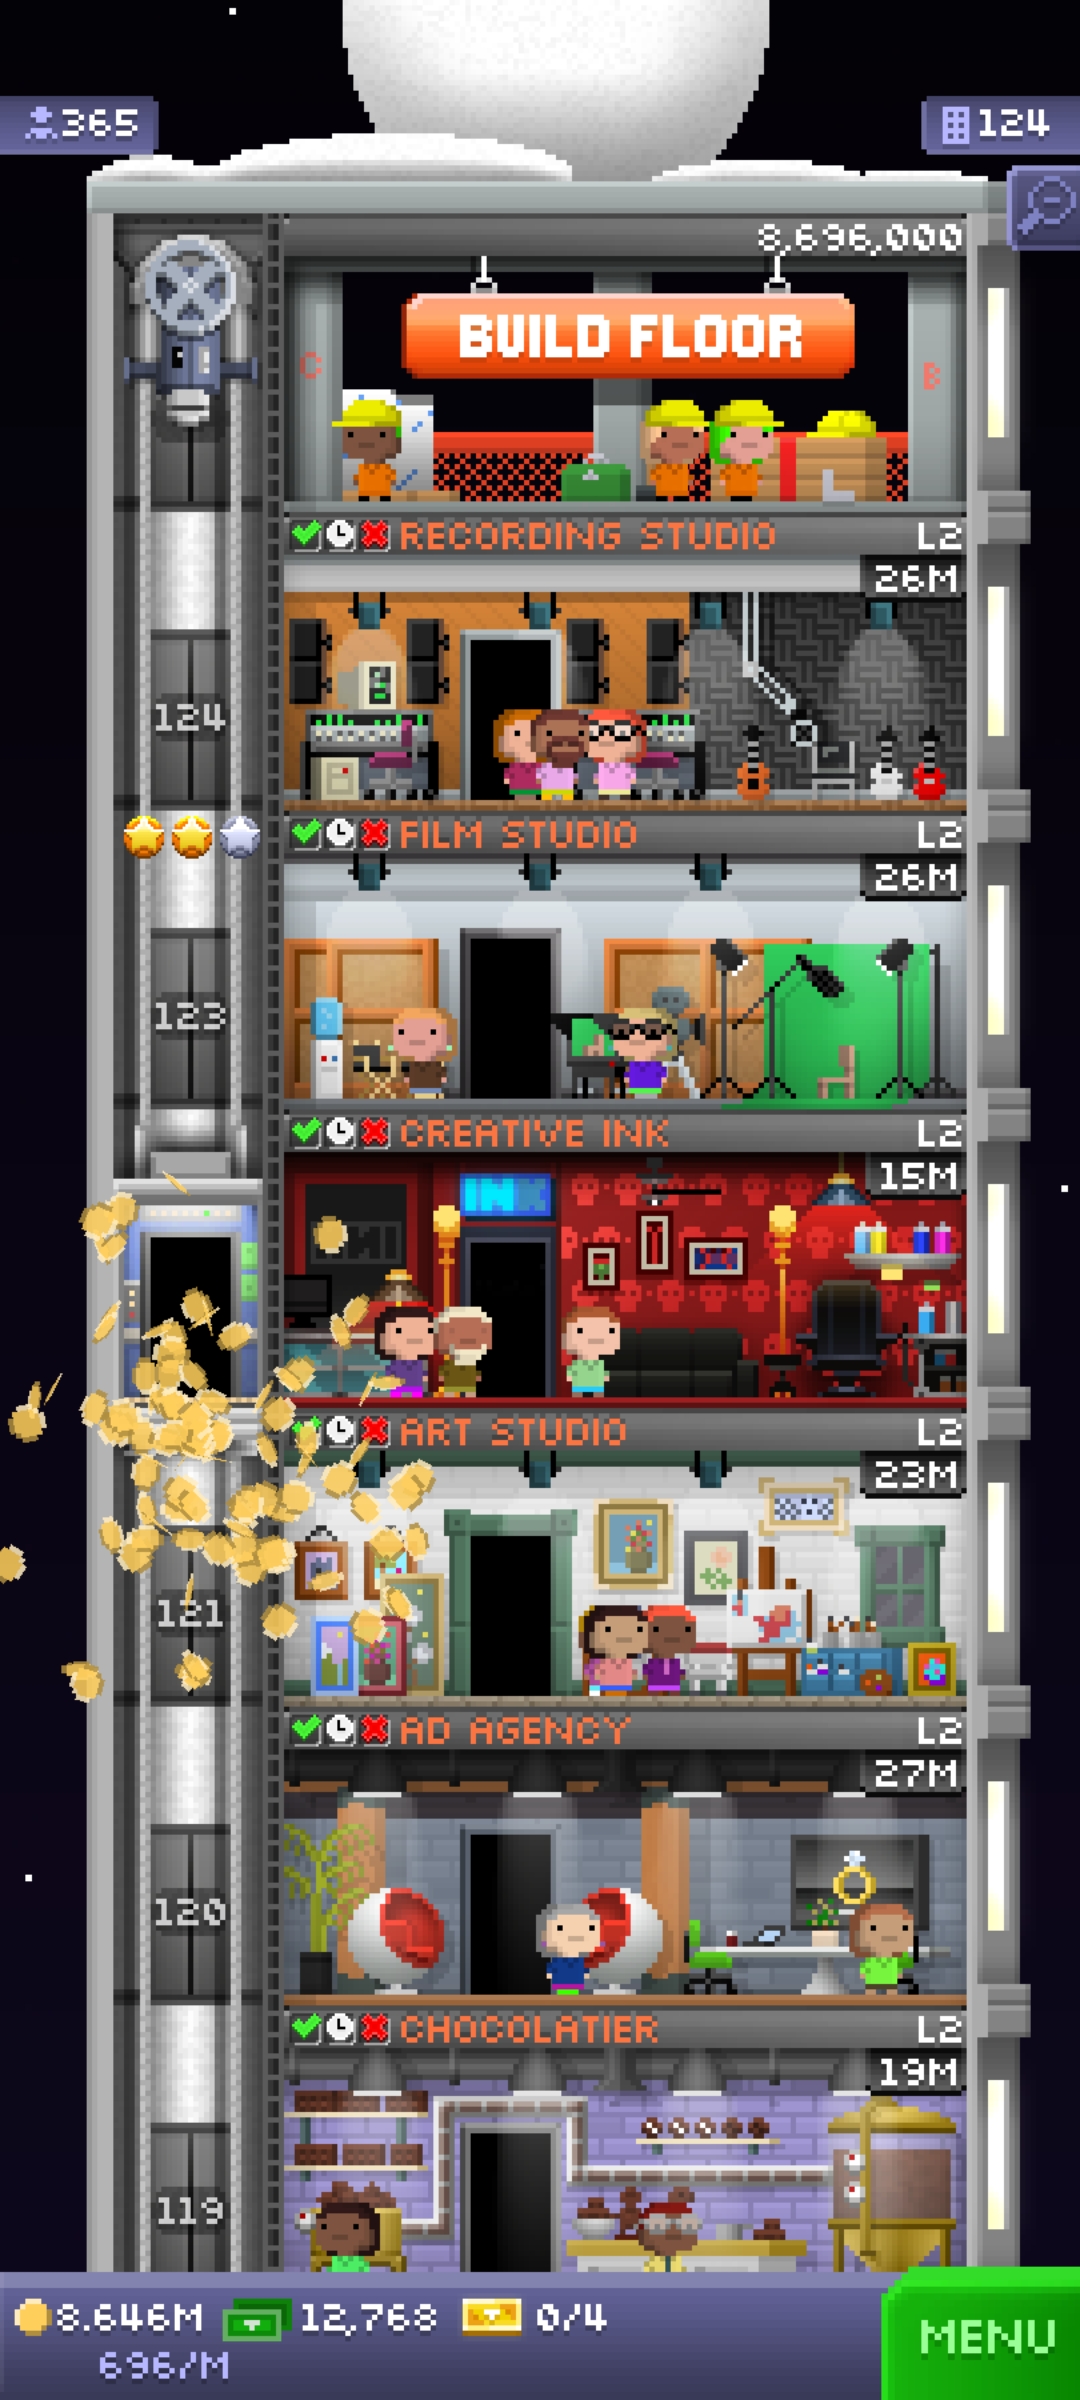 365
124
8,696,000
BUILD FLOOR
C
B
RECORDING STUDIO L2
26M
124
FILM STUDIO L2
26M
123
CREATIVE INK L2
15M
INK
INK
ART STUDIO L2
23M
121
AD AGENCY L2
27M
120
CHOCOLATIER L2
19M
119
8.646M 12,768 0/4
696/M
MENU